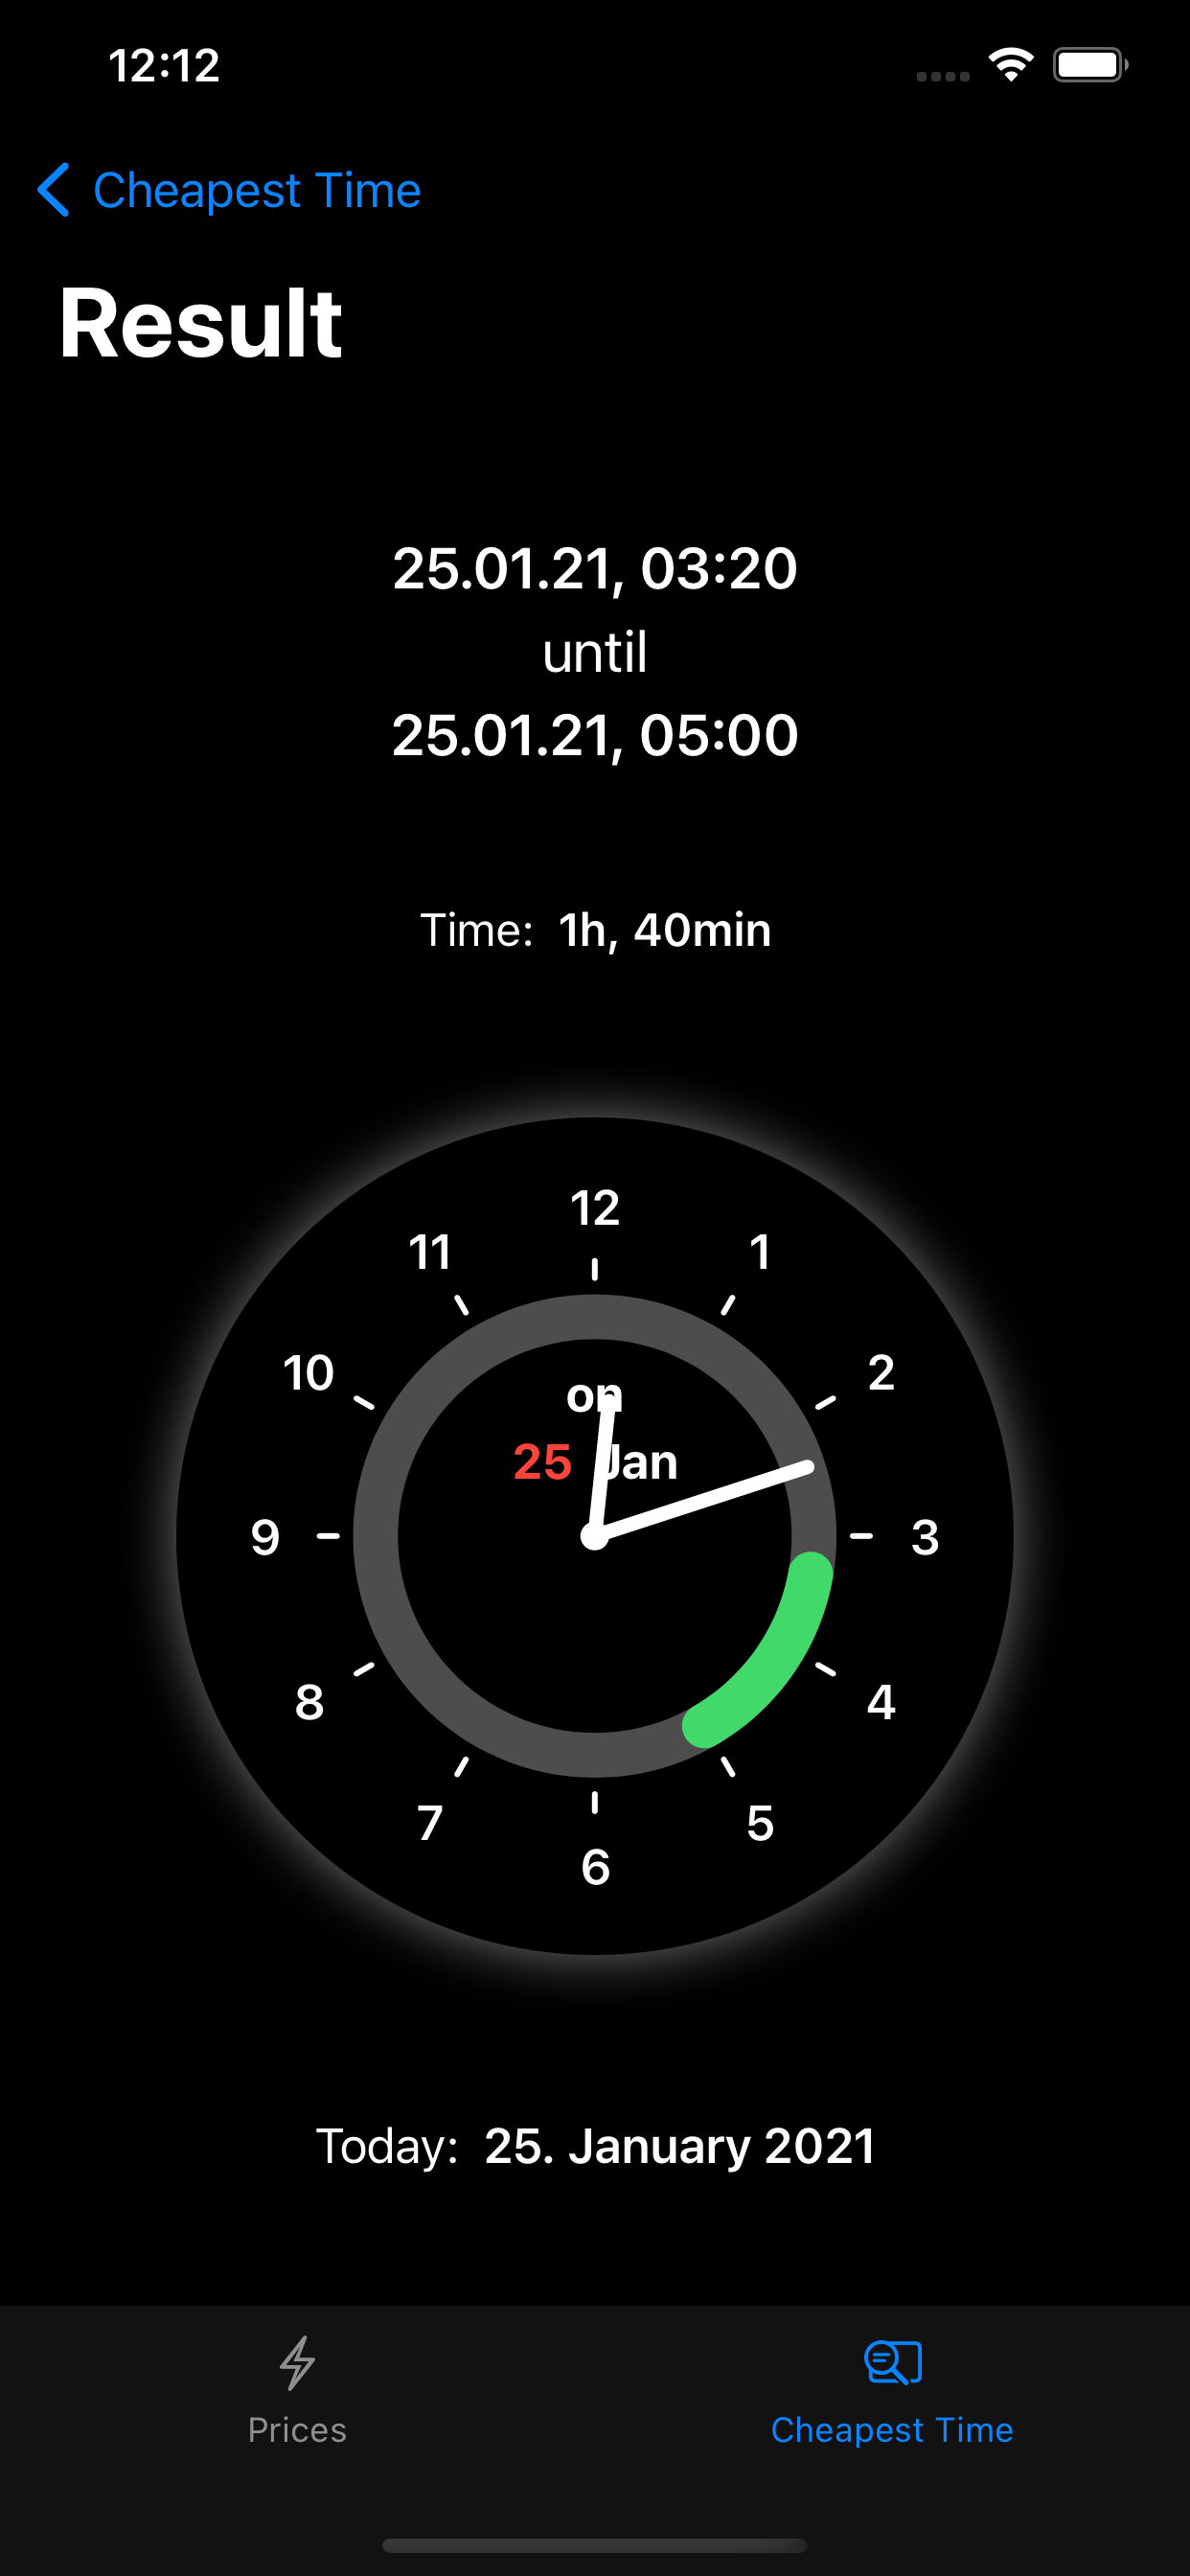 12:12
Cheapest Time
Result
25.01.21, 03:20
until
25.01.21, 05:00
Time: 1h, 40min
12
11 1
10 2
on
25 Jan
9 3
8 4
7 5
6
Today: 25. January 2021
Prices Cheapest Time